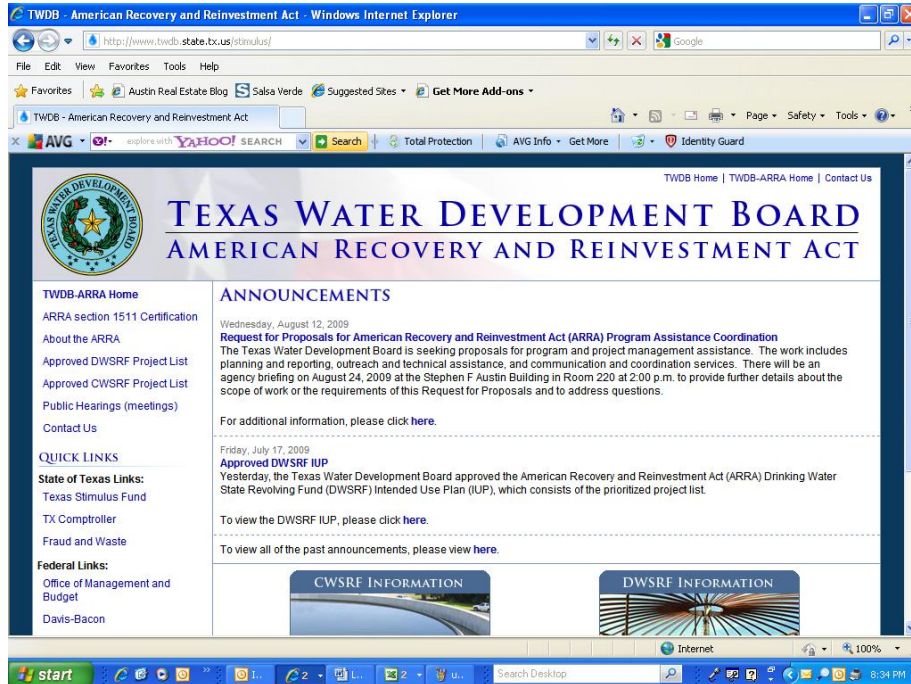 TWDB - American Recovery and Reinvestment Act - Windows Internet Explorer
http://www.twdb.state.tx.us/stimulus/
Google
File Edit View Favorites Tools Help
Favorites Austin Real Estate Blog Salsa Verde Suggested Sites Get More Add-ons
TWDB - American Recovery and Reinvestment Act
Page Safety Tools
AVG explore with YAHOO! SEARCH Search Total Protection AVG Info Get More Identity Guard
TWDB Home | TWDB-ARRA Home | Contact Us
TEXAS WATER DEVELOPMENT BOARD
TEXAS WATER DEVELOPMENT BOARD
AMERICAN RECOVERY AND REINVESTMENT ACT
TWDB-ARRA Home
ARRA section 1511 Certification
About the ARRA
Approved DWSRF Project List
Approved CWSRF Project List
Public Hearings (meetings)
Contact Us
QUICK LINKS
State of Texas Links:
Texas Stimulus Fund
TX Comptroller
Fraud and Waste
Federal Links:
Office of Management and
Budget
Davis-Bacon
ANNOUNCEMENTS
Wednesday, August 12, 2009
Request for Proposals for American Recovery and Reinvestment Act (ARRA) Program Assistance Coordination
The Texas Water Development Board is seeking proposals for program and project management assistance. The work includes
planning and reporting, outreach and technical assistance, and communication and coordination services. There will be an
agency briefing on August 24, 2009 at the Stephen F Austin Building in Room 220 at 2:00 p.m. to provide further details about the
scope of work or the requirements of this Request for Proposals and to address questions.
For additional information, please click here.
Friday, July 17, 2009
Approved DWSRF IUP
Yesterday, the Texas Water Development Board approved the American Recovery and Reinvestment Act (ARRA) Drinking Water
State Revolving Fund (DWSRF) Intended Use Plan (IUP), which consists of the prioritized project list.
To view the DWSRF IUP, please click here.
To view all of the past announcements, please view here.
CWSRF INFORMATION
DWSRF INFORMATION
Internet 100%
start I.. 2 L.. 2 u.. Search Desktop 8:34 PM